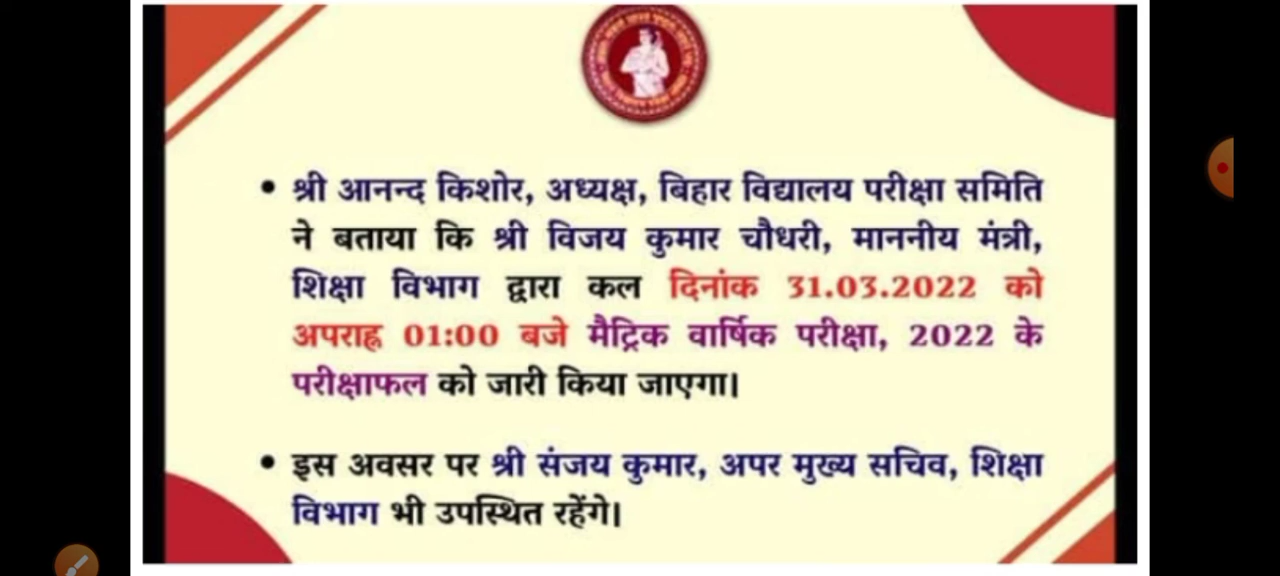 • श्री आनन्द किशोर, अध्यक्ष, बिहार विद्यालय परीक्षा समिति
ने बताया कि श्री विजय कुमार चौधरी, माननीय मंत्री,
शिक्षा विभाग द्वारा कल दिनांक 31.03.2022 को
अपराह्न 01:00 बजे मैट्रिक वार्षिक परीक्षा, 2022 के
परीक्षाफल को जारी किया जाएगा।
• इस अवसर पर श्री संजय कुमार, अपर मुख्य सचिव, शिक्षा
विभाग भी उपस्थित रहेंगे।